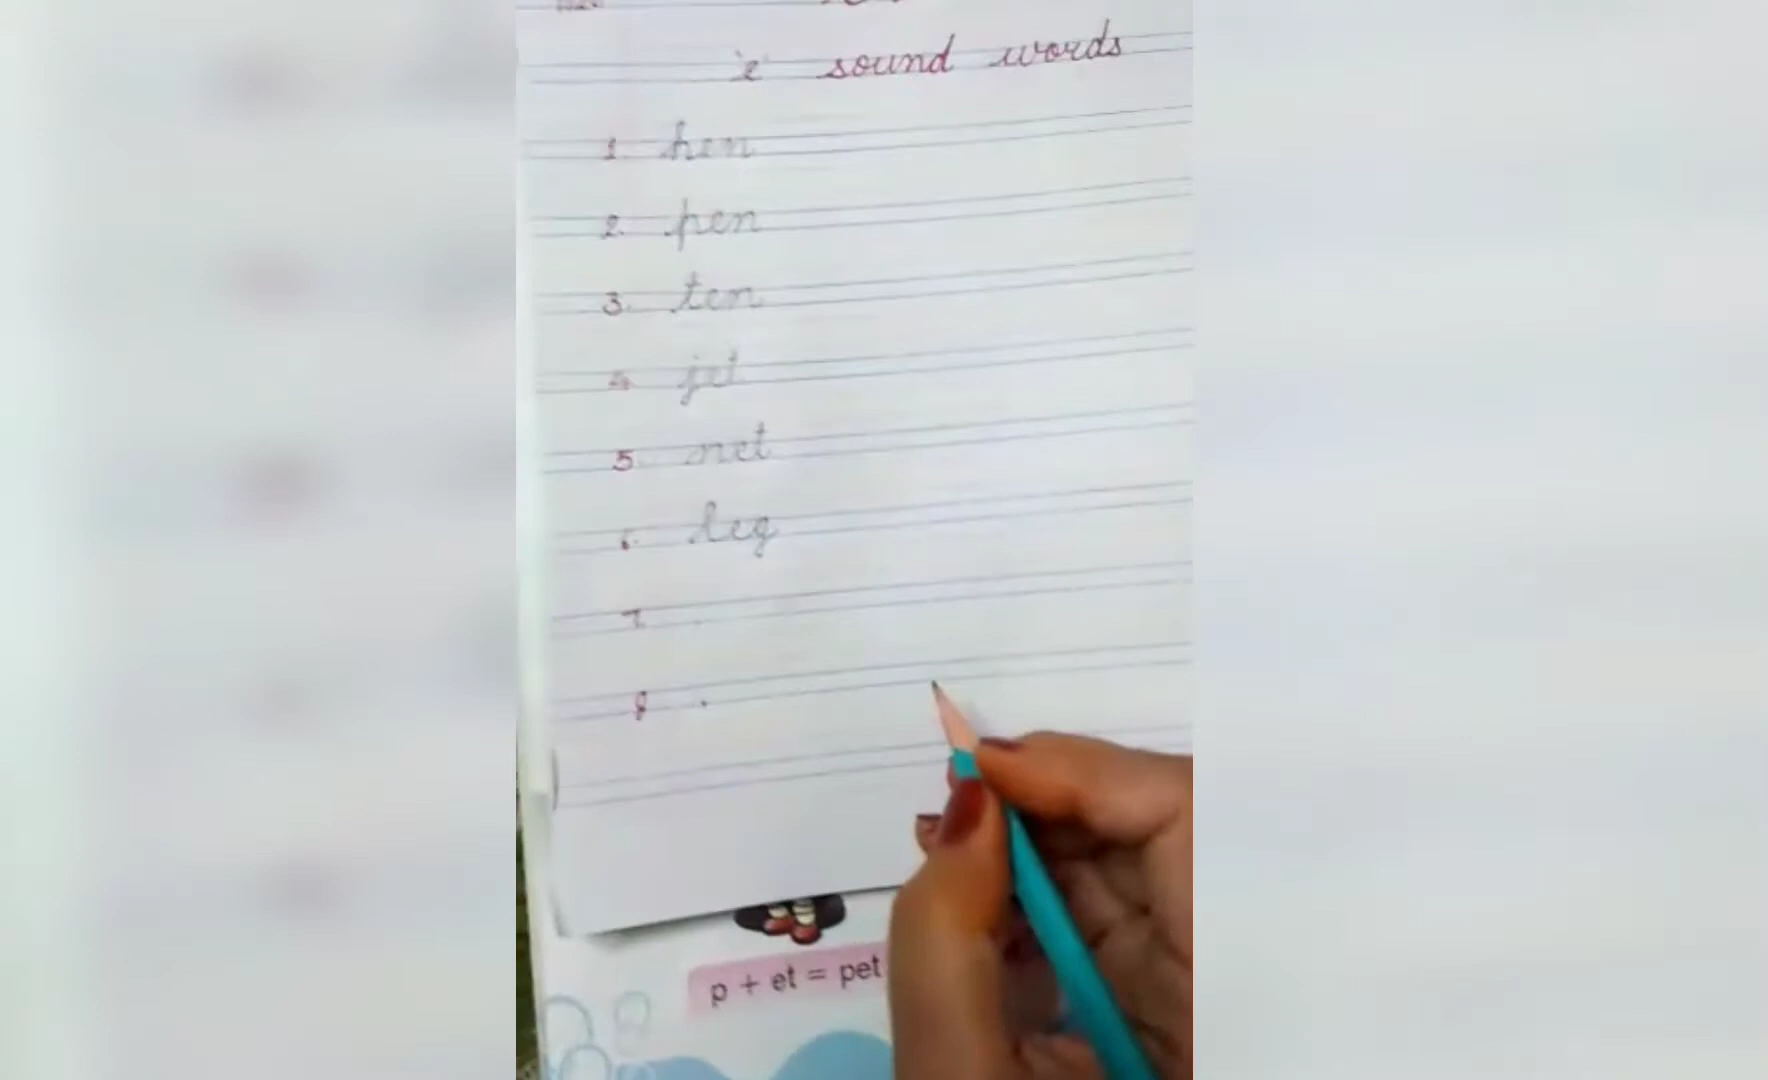 'e' sound words
1. hen
2. pen
3. ten
4 jet
5. net
6. leg
7.
8 .
p + et = pet